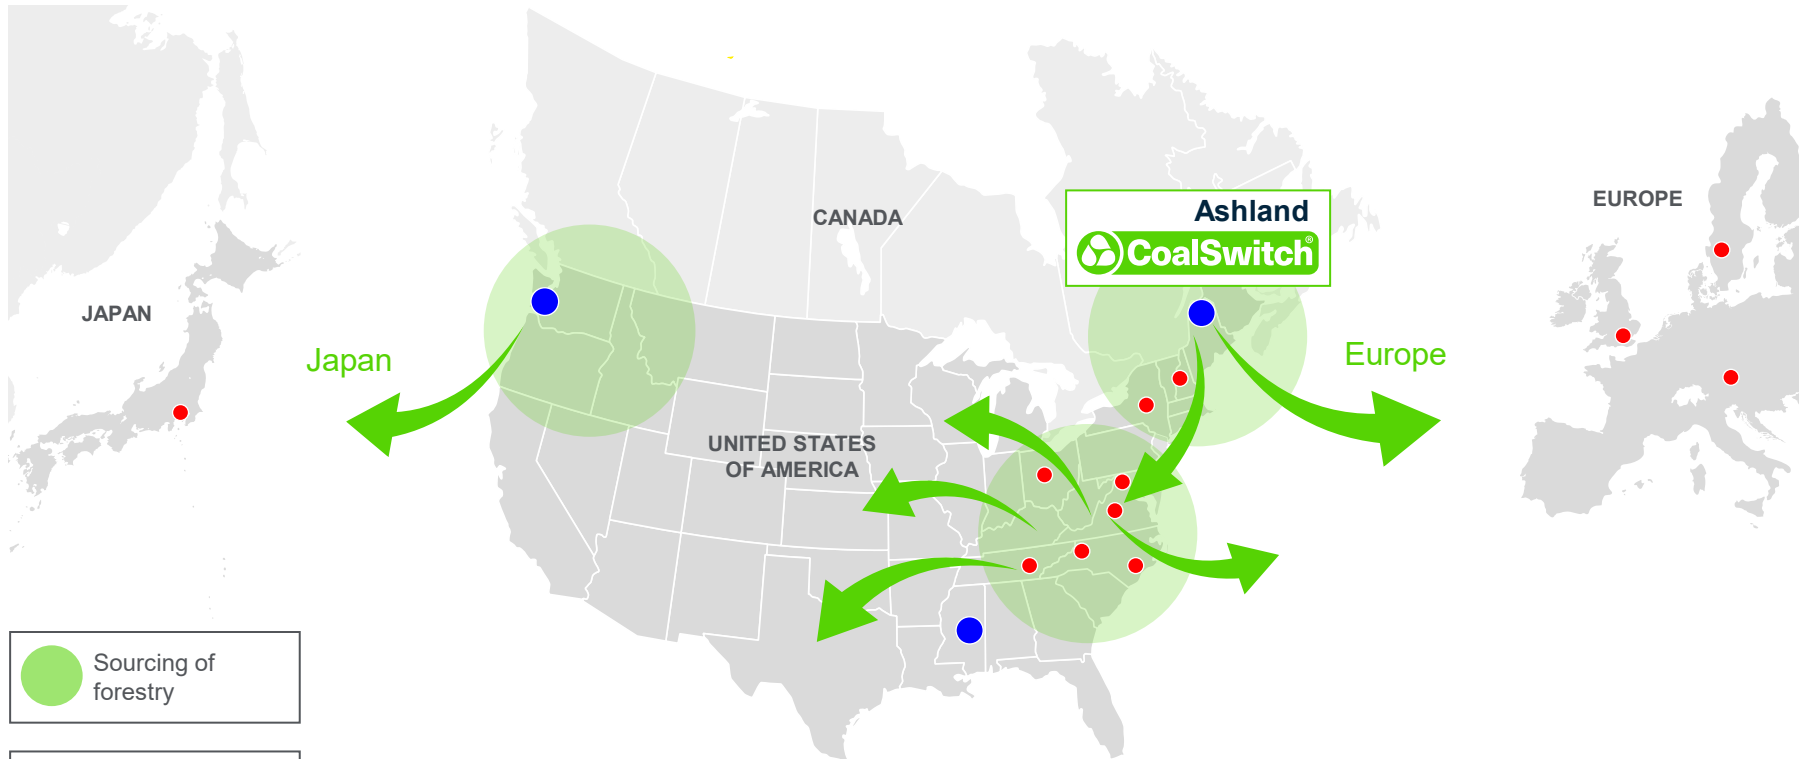 Ashland
CoalSwitch®
CANADA
EUROPE
JAPAN
Japan
Europe
UNITED STATES
OF AMERICA
Sourcing of
forestry